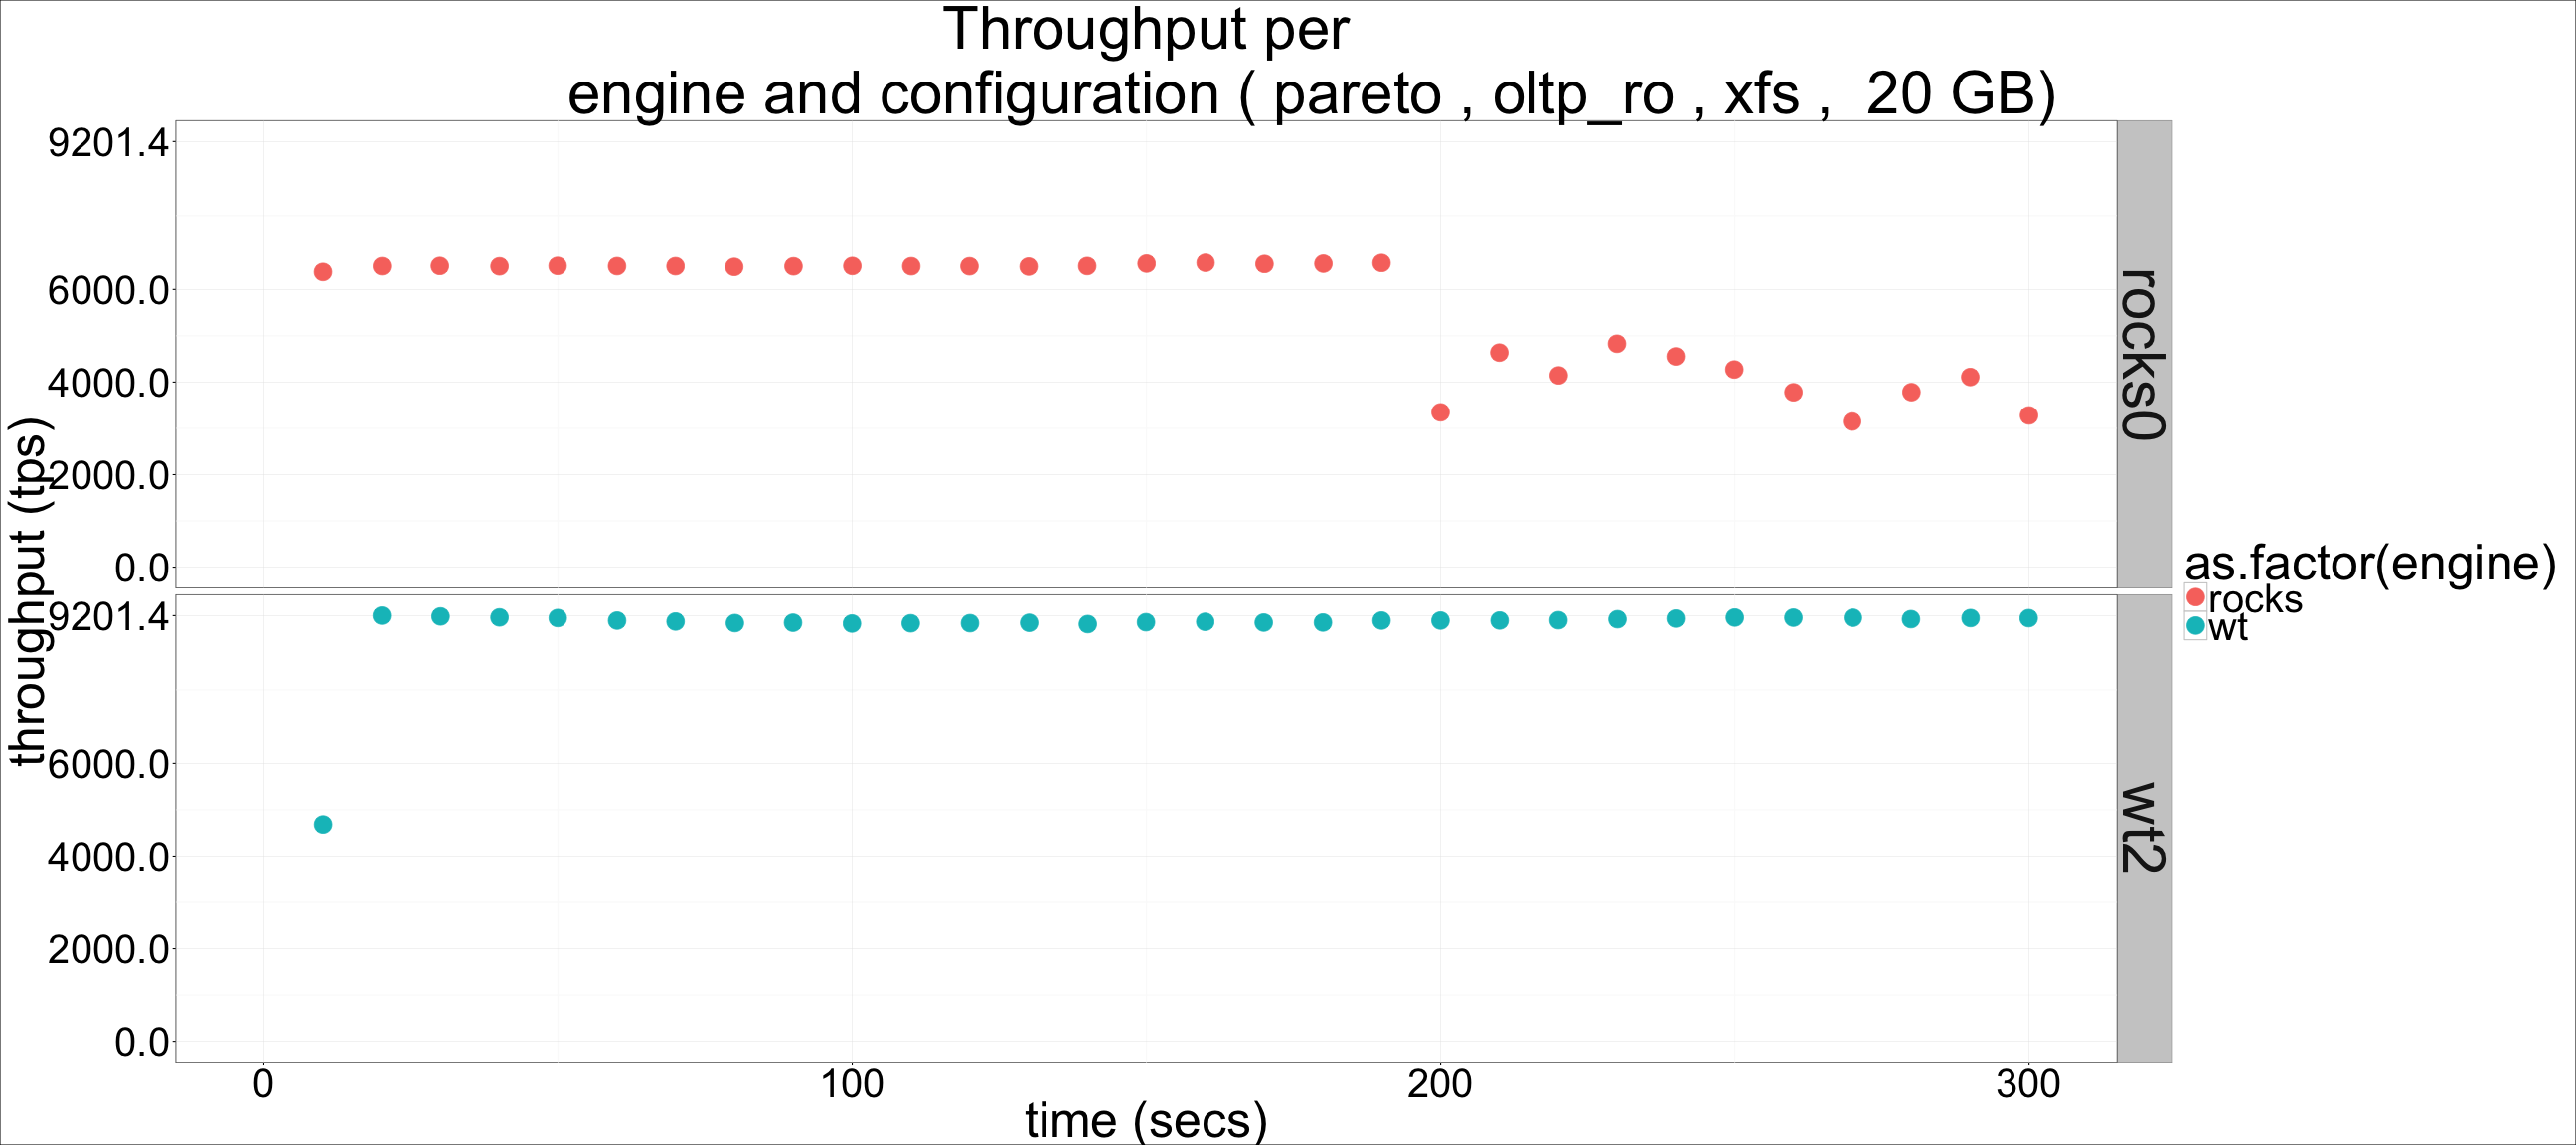 Throughput per
engine and configuration ( pareto , oltp_ro , xfs ,  20 GB)
throughput (tps)
9201.4
6000.0
4000.0
2000.0
0.0
rocks0
9201.4
6000.0
4000.0
2000.0
0.0
wt2
0 100 200 300
time (secs)
as.factor(engine)
rocks
wt